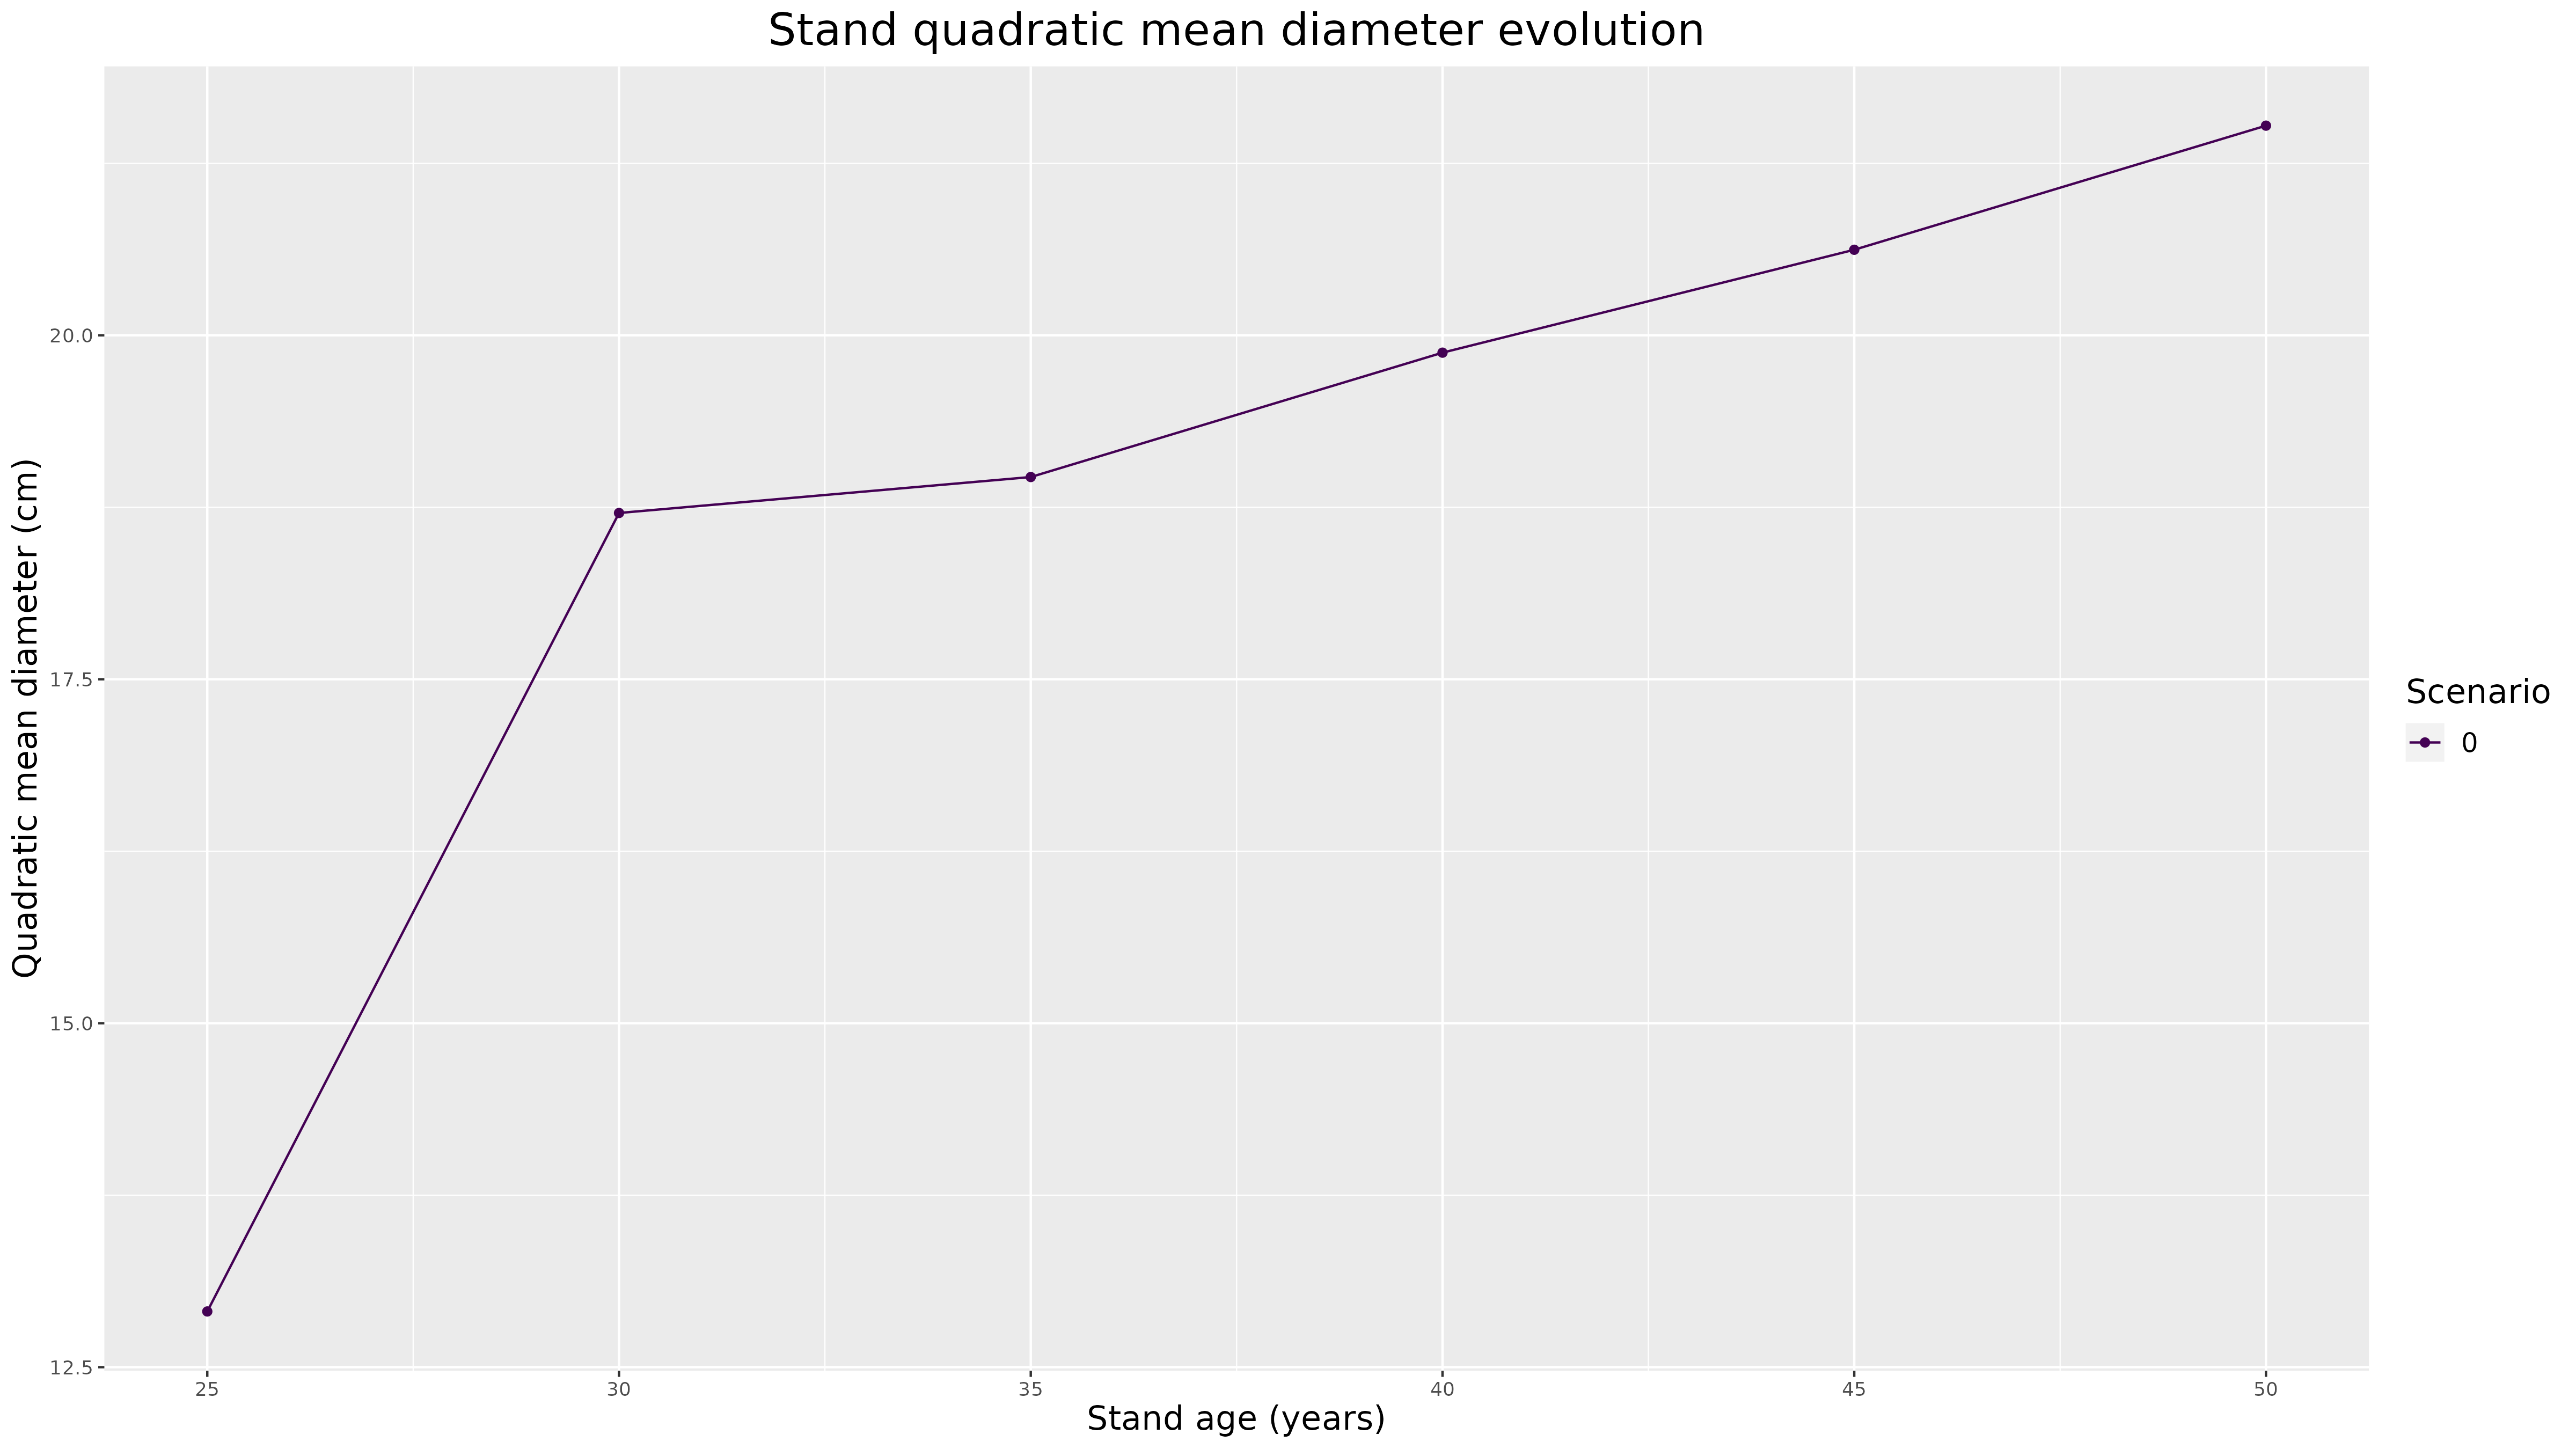 Stand quadratic mean diameter evolution
Quadratic mean diameter (cm)
20.0
17.5
15.0
12.5
25 30 35 40 45 50
Stand age (years)
Scenario
0